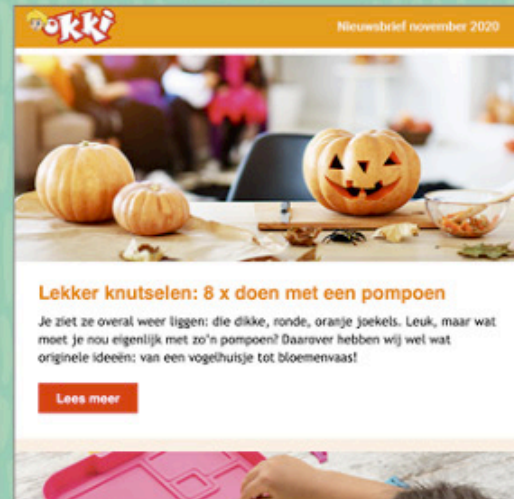 okki
Nieuwsbrief november 2020
Lekker knutselen: 8 x doen met een pompoen
Je ziet ze overal weer liggen: die dikke, ronde, oranje joekels. Leuk, maar wat
moet je nou eigenlijk met zo'n pompoen? Daarover hebben wij wel wat
originele ideeën: van een vogelhuisje tot bloemenvaas!
Lees meer